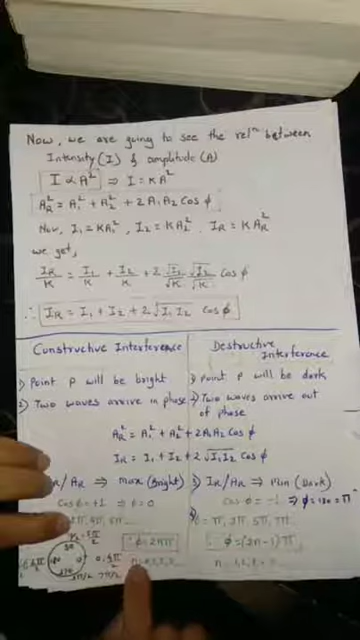 Now, we are going to see the relⁿ between
Intensity (I) & amplitude (A)
I ∝ A² ⇒ I = KA²
A_R² = A₁² + A₂² + 2A₁A₂ Cos ϕ
Now, I₁ = KA₁², I₂ = KA₂², I_R = KA_R²
we get,
I_R/K = I₁/K + I₂/K + 2 √I₁/√K √I₂/√K Cos ϕ
∴ I_R = I₁ + I₂ + 2√I₁I₂ Cos ϕ
Constructive Interference
1) Point P will be bright
2) Two waves arrive in phase
Destructive Interference
1) Point P will be dark
2) Two waves arrive out of phase
A_R² = A₁² + A₂² + 2A₁A₂ Cos ϕ
I_R = I₁ + I₂ + 2√I₁I₂ Cos ϕ
I_R/A_R ⇒ max (Bright)
Cos ϕ = +1 ⇒ ϕ = 0
4π, 6π
ϕ = 2nπ
3) I_R/A_R ⇒ Min (Dark)
Cos ϕ = -1 ⇒ ϕ = 180 = π
= π, 3π, 5π, 7π
∴ ϕ = (2n-1)π